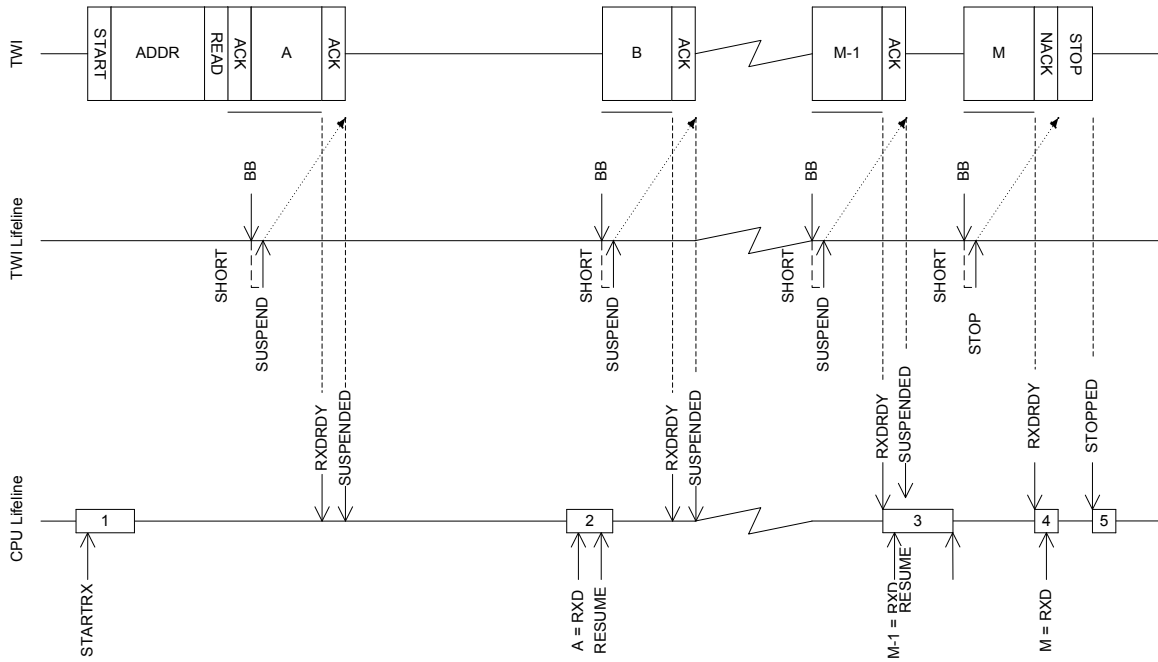 TWI
START
ADDR
READ
ACK
A
ACK
B
ACK
M-1
ACK
M
NACK
STOP
TWI Lifeline
BB
SHORT
SUSPEND
BB
SHORT
SUSPEND
BB
SHORT
SUSPEND
BB
SHORT
STOP
CPU Lifeline
RXDRDY
SUSPENDED
RXDRDY
SUSPENDED
RXDRDY
SUSPENDED
RXDRDY
STOPPED
1
2
3
4
5
STARTRX
A = RXD
RESUME
M-1 = RXD
RESUME
M = RXD